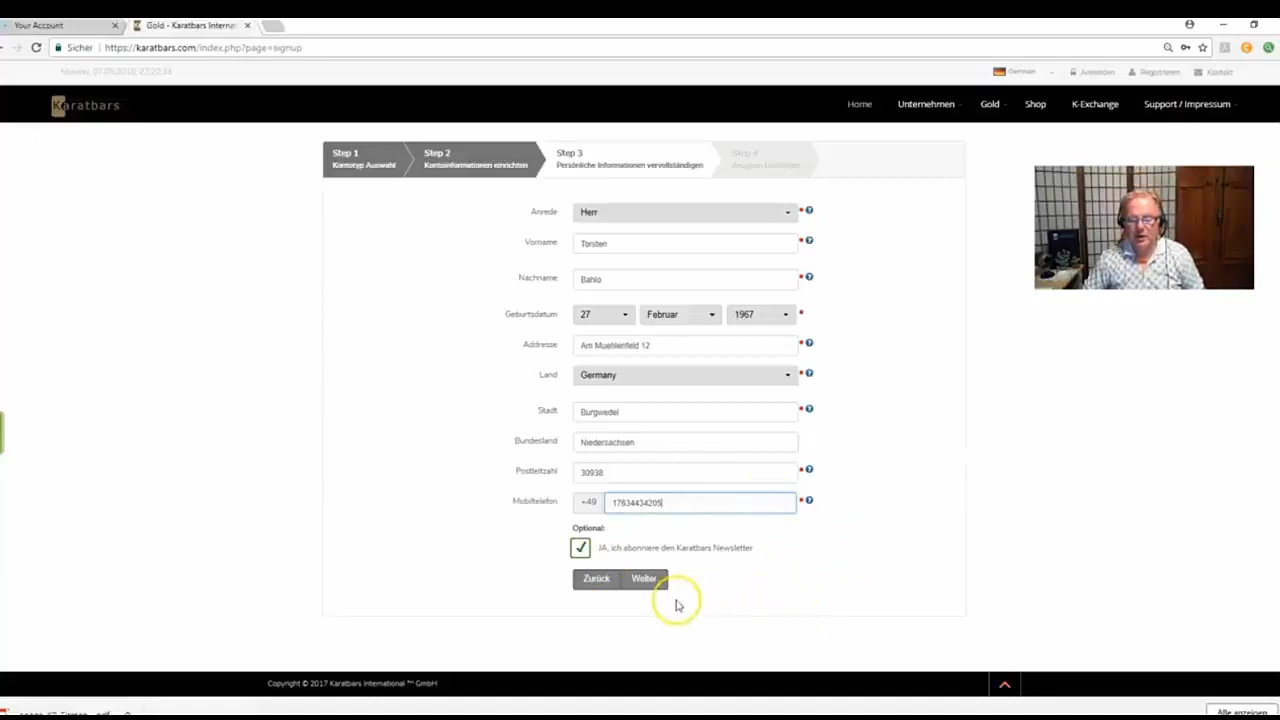 Your Account
Gold - Karatbars Interna
Sicher | https://karatbars.com/index.php?page=signup
German
Anmelden
Registrieren
Kontakt
Karatbars
Home
Unternehmen
Gold
Shop
K-Exchange
Support / Impressum
Step 1
Kontotyp Auswahl
Step 2
Kontoinformationen einrichten
Step 3
Persönliche Informationen vervollständigen
Step 4
Anrede Herr
Vorname Torsten
Nachname Bahlo
Geburtsdatum 27 Februar 1967
Addresse Am Muehlenfeld 12
Land Germany
Stadt Burgwedel
Bundesland Niedersachsen
Postleitzahl 30938
Mobiltelefon +49 17634434205
Optional:
JA, ich abonniere den Karatbars Newsletter
Zurück Weiter
Copyright © 2017 Karatbars International ™ GmbH
Alle anzeigen